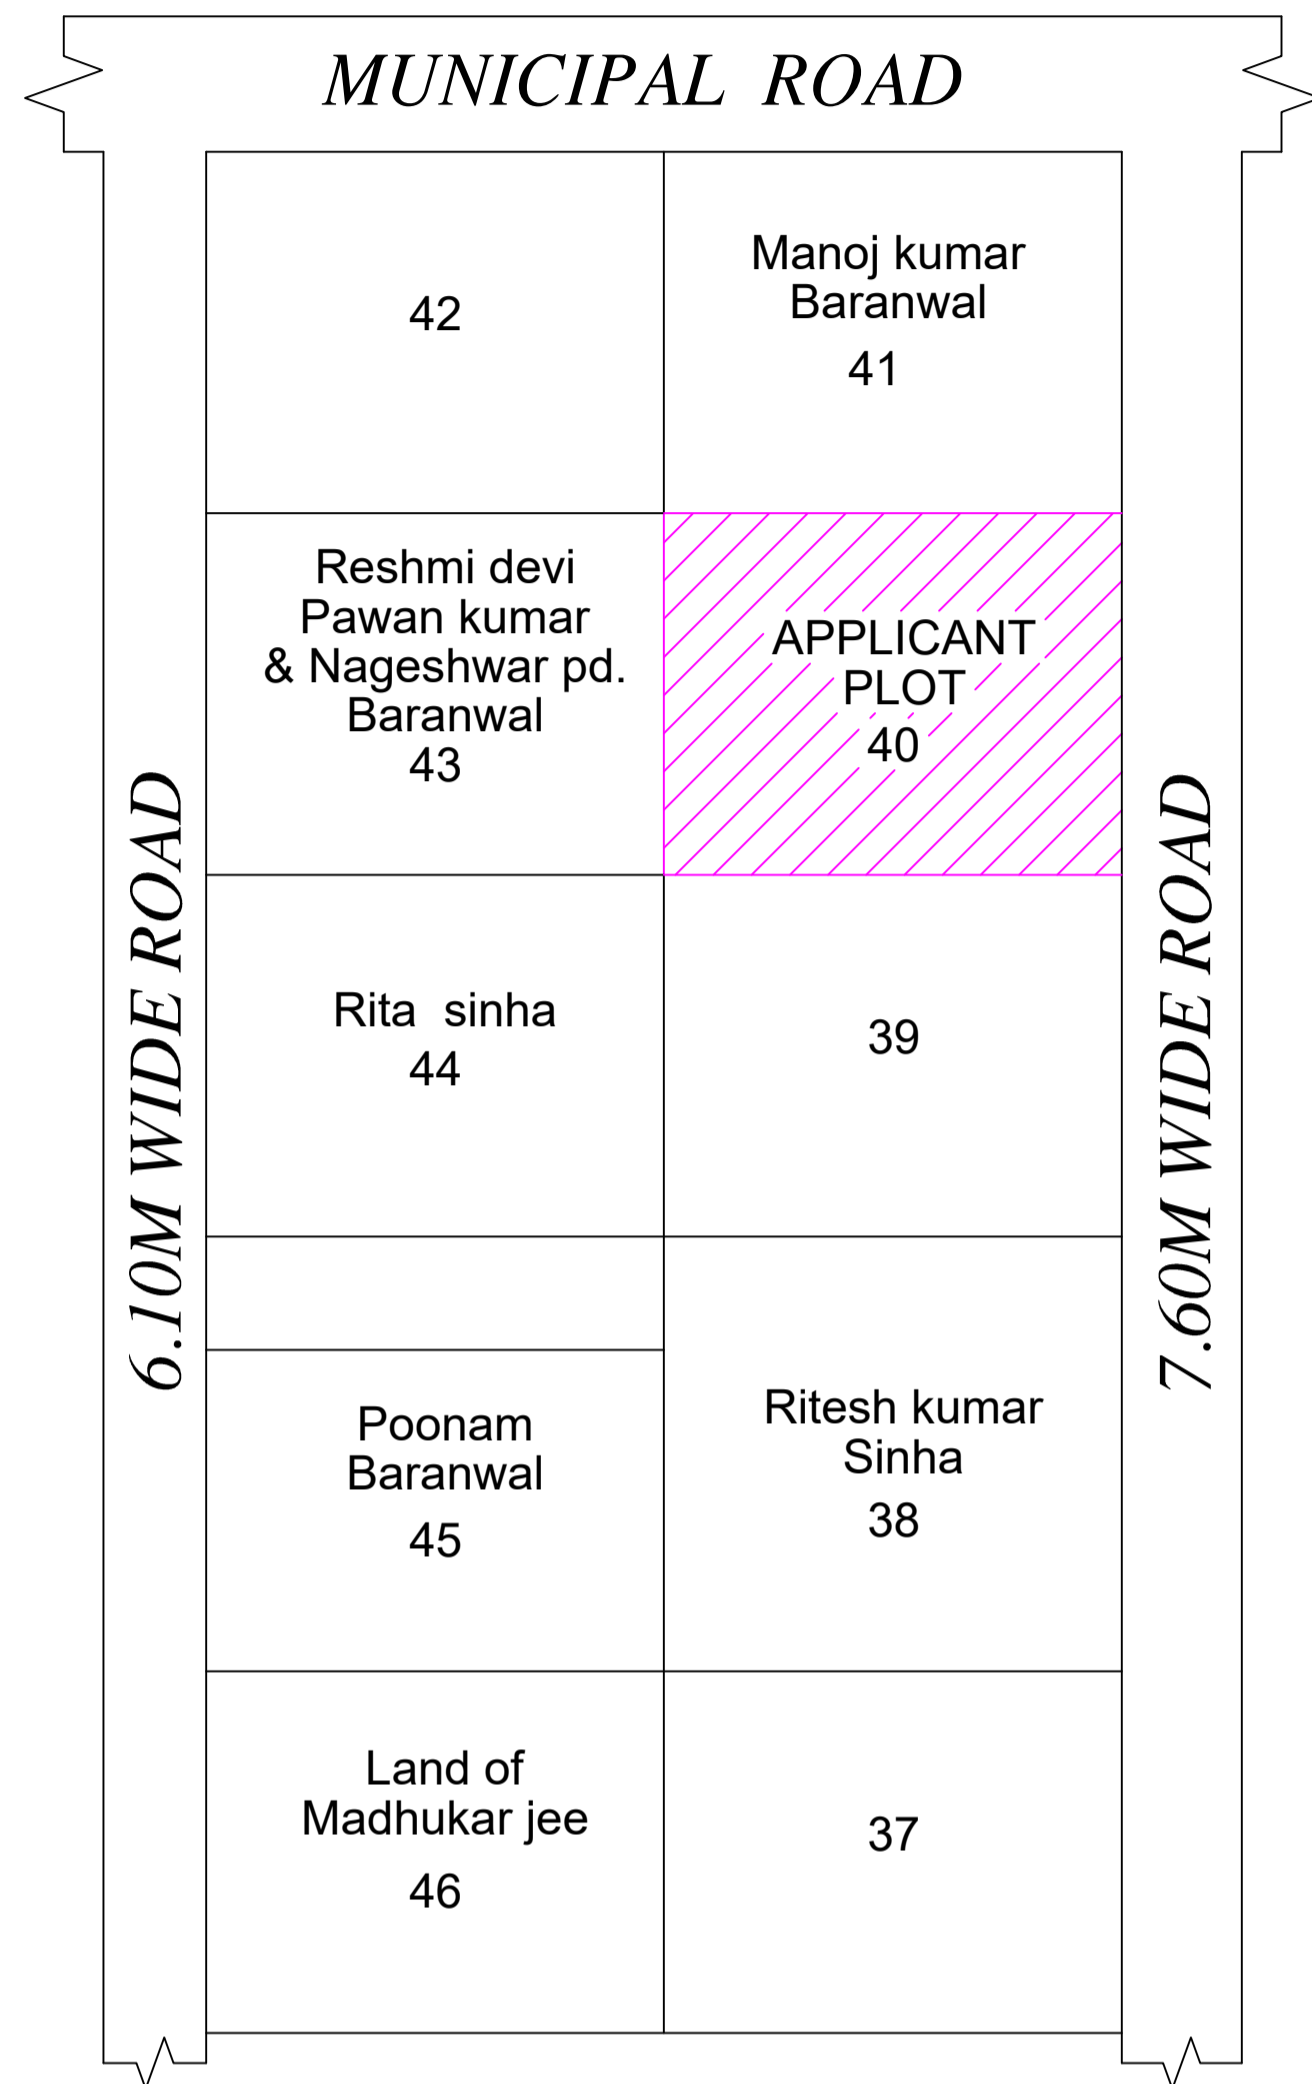 MUNICIPAL ROAD
42
Manoj kumar
Baranwal
41
Reshmi devi
Pawan kumar
& Nageshwar pd.
Baranwal
43
APPLICANT
PLOT
40
6.10M WIDE ROAD
7.60M WIDE ROAD
Rita sinha
44
39
Poonam
Baranwal
45
Ritesh kumar
Sinha
38
Land of
Madhukar jee
46
37